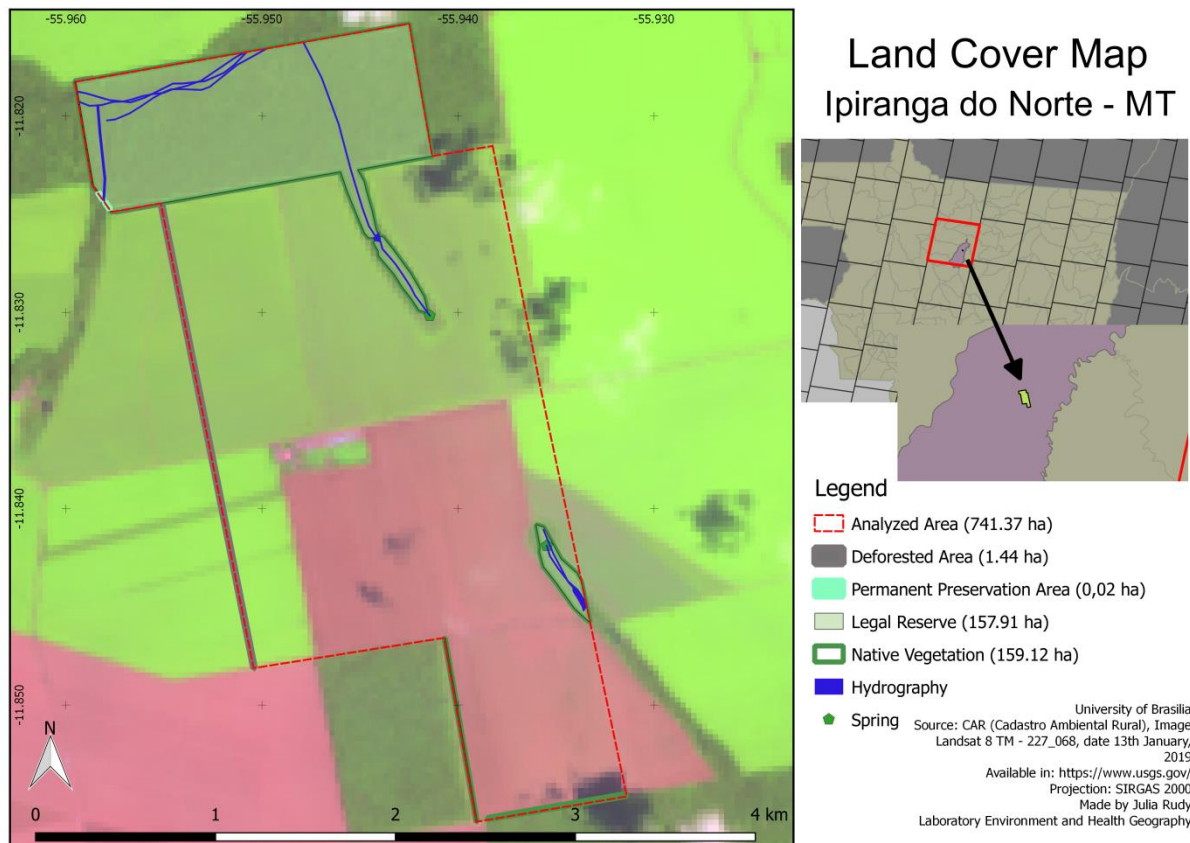 -55.960 -55.950 -55.940 -55.930
-11.820
-11.830
-11.840
-11.850
N
0 1 2 3 4 km
Land Cover Map
Ipiranga do Norte - MT
Legend
Analyzed Area (741.37 ha)
Deforested Area (1.44 ha)
Permanent Preservation Area (0,02 ha)
Legal Reserve (157.91 ha)
Native Vegetation (159.12 ha)
Hydrography
Spring
University of Brasilia
Source: CAR (Cadastro Ambiental Rural), Image
Landsat 8 TM - 227_068, date 13th January,
2019
Available in: https://www.usgs.gov/
Projection: SIRGAS 2000
Made by Julia Rudy
Laboratory Environment and Health Geography